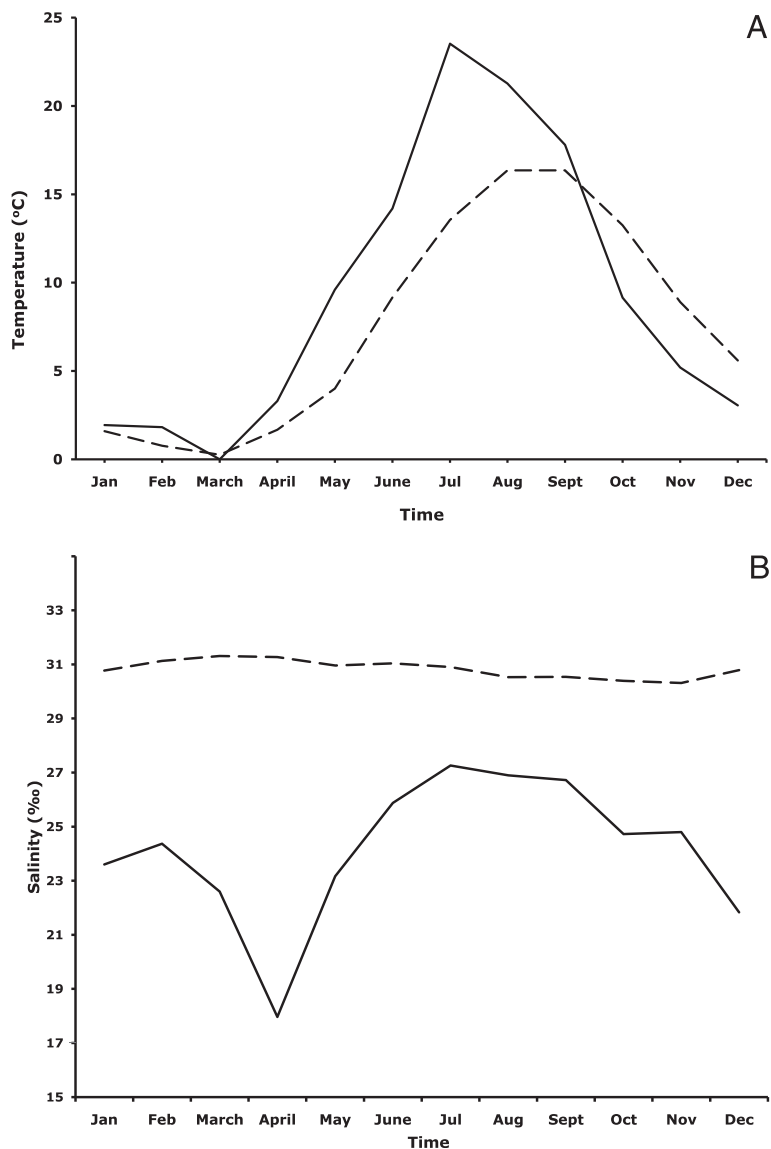 A
25
20
15
10
5
0
Temperature (°C)
Jan Feb March April May June Jul Aug Sept Oct Nov Dec
Time
B
33
31
29
27
25
23
21
19
17
15
Salinity (‰)
Jan Feb March April May June Jul Aug Sept Oct Nov Dec
Time